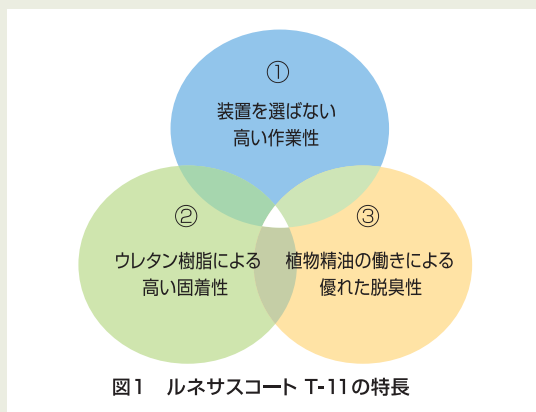 ①
装置を選ばない
高い作業性
②
ウレタン樹脂による
高い固着性
③
植物精油の働きによる
優れた脱臭性
図1　ルネサスコート T-11の特長